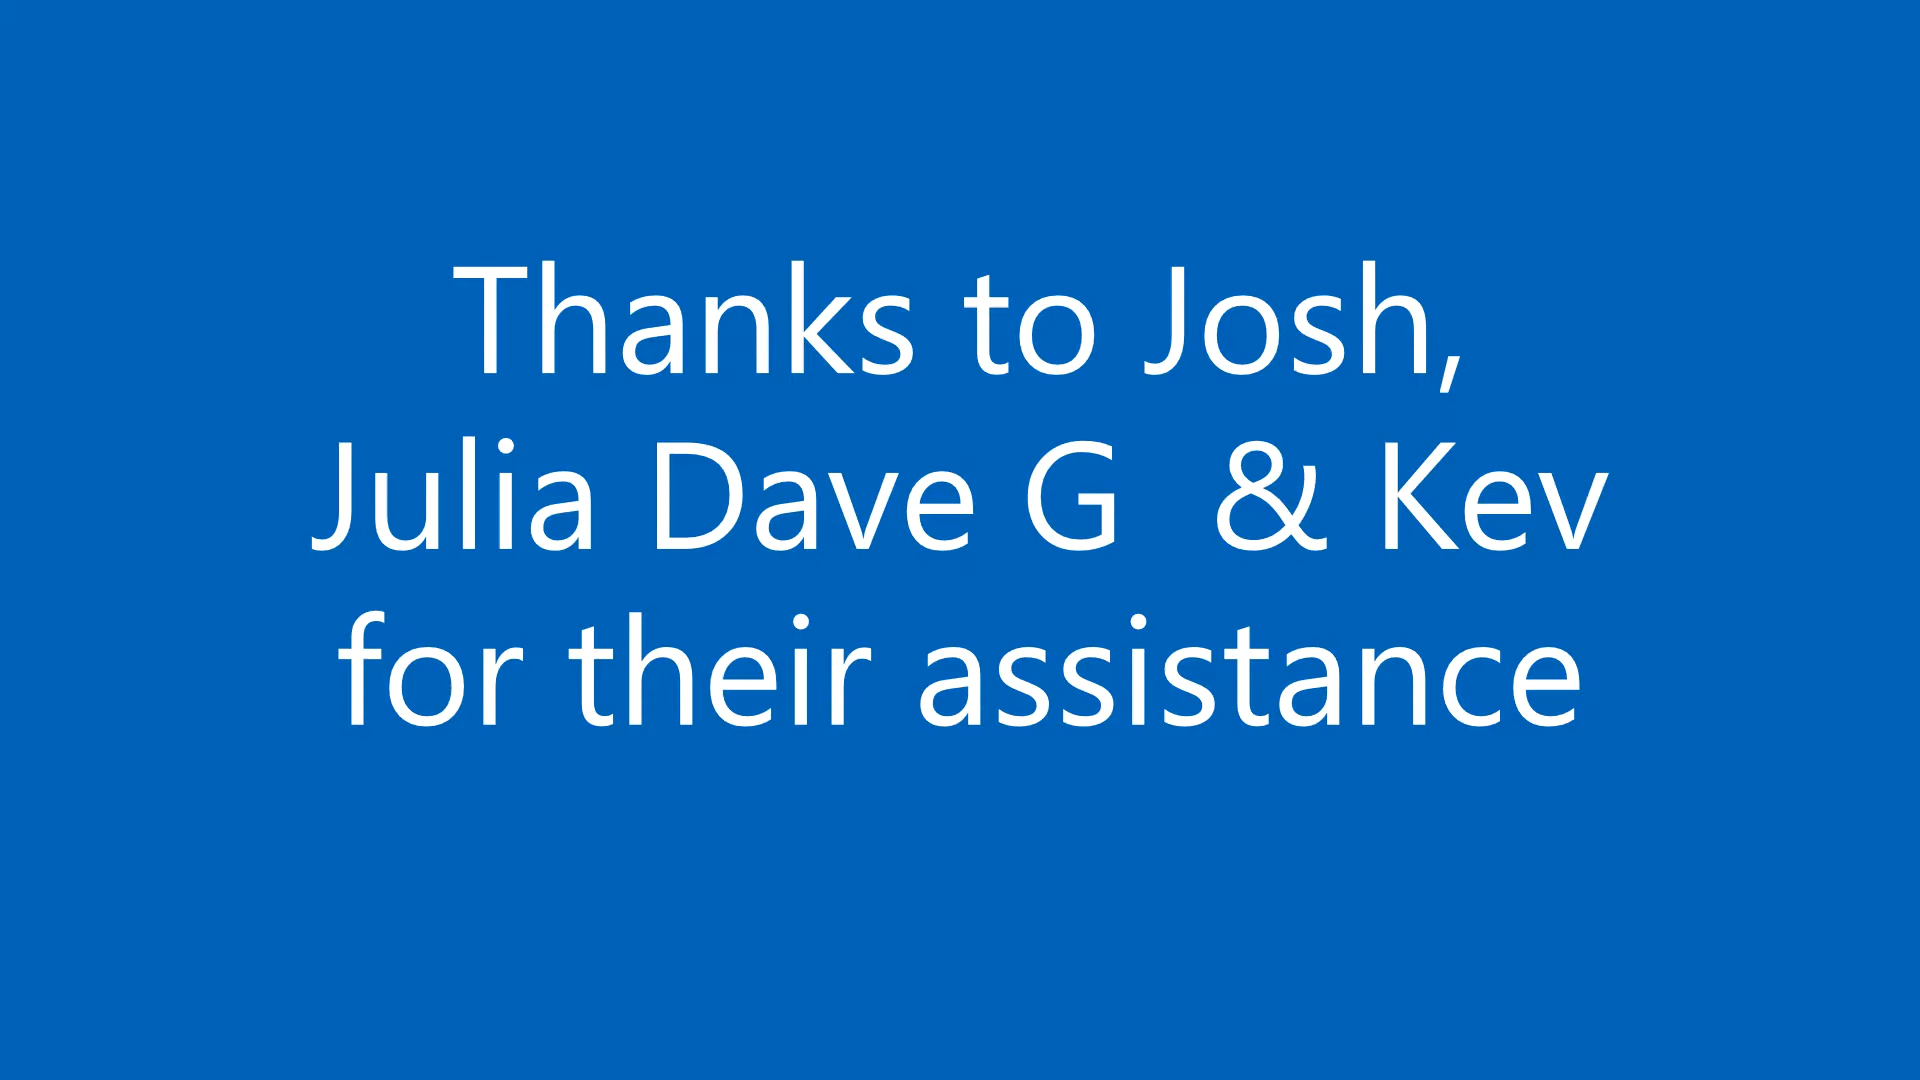 Thanks to Josh,
Julia Dave G  & Kev
for their assistance